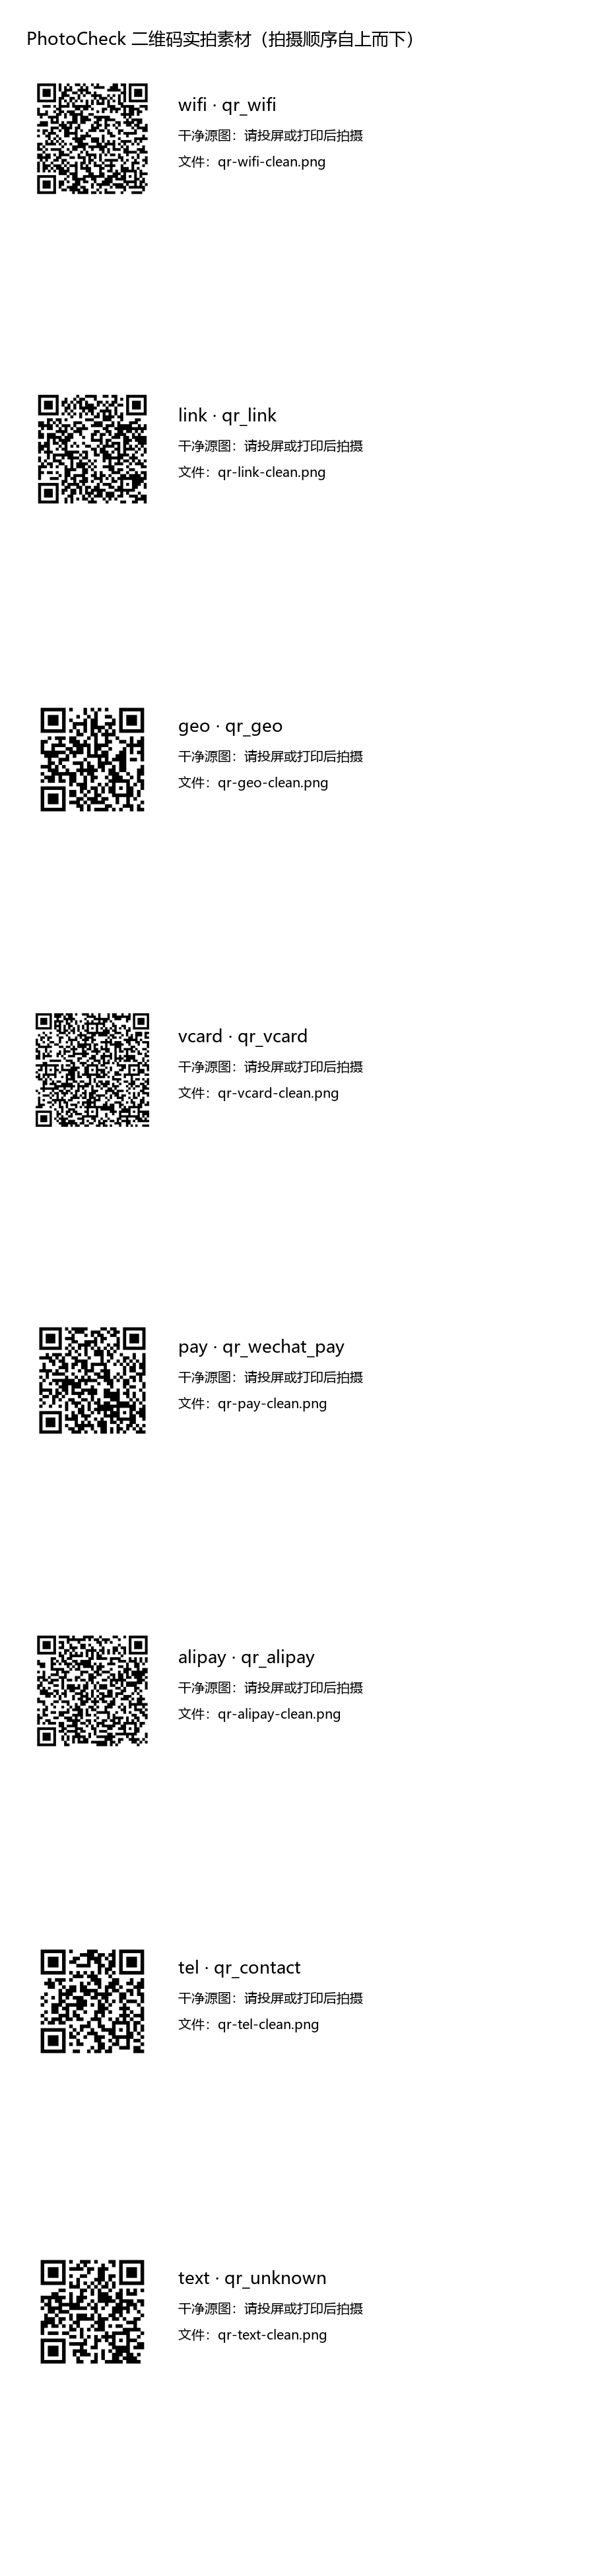 PhotoCheck 二维码实拍素材（拍摄顺序自上而下）
wifi · qr_wifi
干净源图：请投屏或打印后拍摄
文件：qr-wifi-clean.png
link · qr_link
干净源图：请投屏或打印后拍摄
文件：qr-link-clean.png
geo · qr_geo
干净源图：请投屏或打印后拍摄
文件：qr-geo-clean.png
vcard · qr_vcard
干净源图：请投屏或打印后拍摄
文件：qr-vcard-clean.png
pay · qr_wechat_pay
干净源图：请投屏或打印后拍摄
文件：qr-pay-clean.png
alipay · qr_alipay
干净源图：请投屏或打印后拍摄
文件：qr-alipay-clean.png
tel · qr_contact
干净源图：请投屏或打印后拍摄
文件：qr-tel-clean.png
text · qr_unknown
干净源图：请投屏或打印后拍摄
文件：qr-text-clean.png